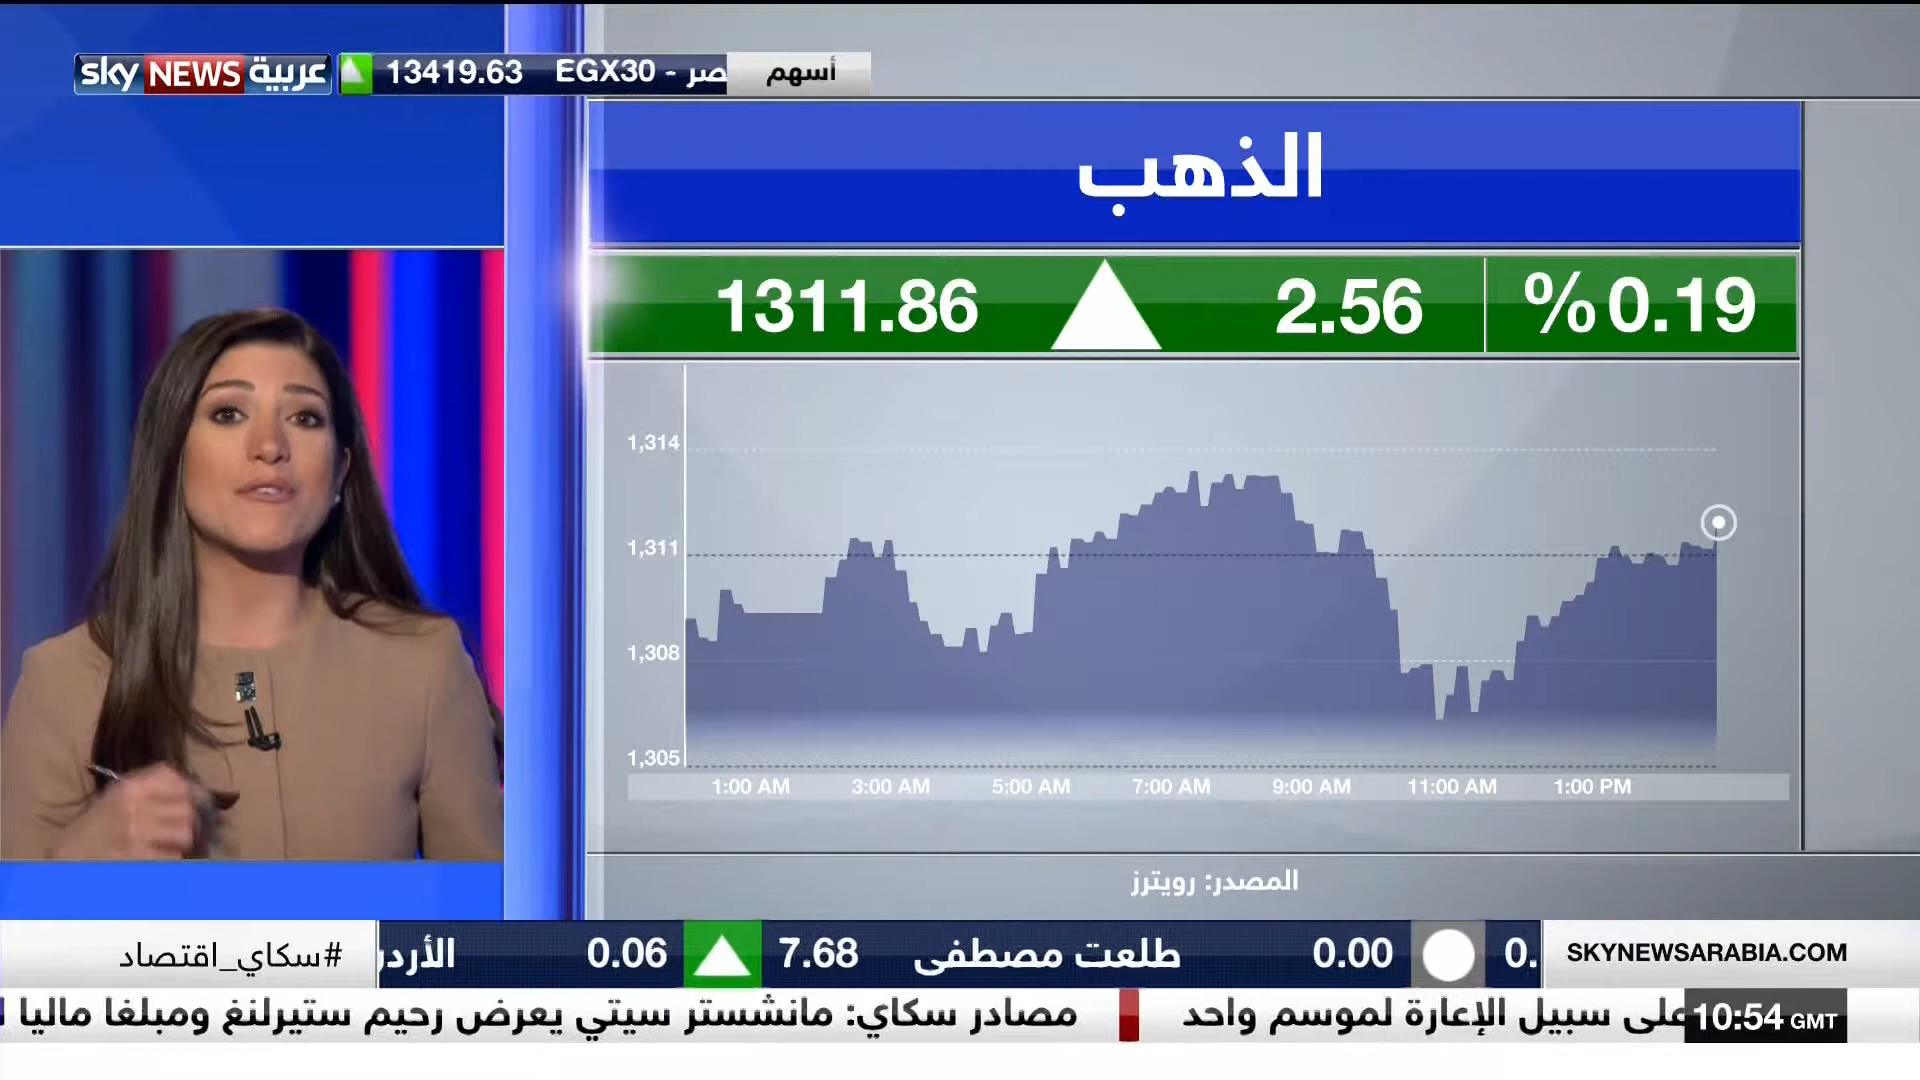 sky NEWS عربية
13419.63 EGX30 - صر
أسهم
الذهب
1311.86 2.56 %0.19
1,314
1,311
1,308
1,305
1:00 AM 3:00 AM 5:00 AM 7:00 AM 9:00 AM 11:00 AM 1:00 PM
المصدر: رويترز
#سكاي_اقتصاد
0.00 طلعت مصطفى 7.68 0.06 الأردن
SKYNEWSARABIA.COM
على سبيل الإعارة لموسم واحد
مصادر سكاي: مانشستر سيتي يعرض رحيم ستيرلنغ ومبلغا ماليا
10:54 GMT